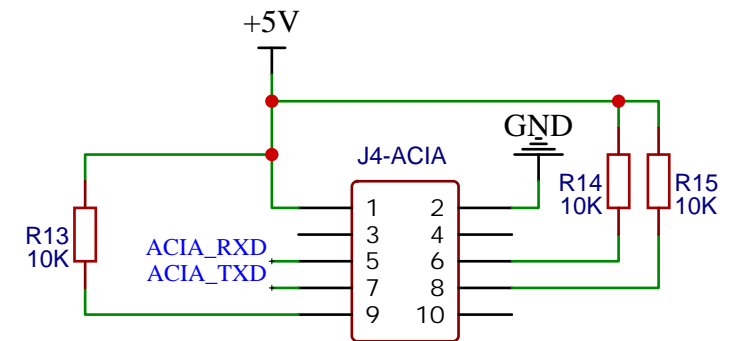 +5V
GND
J4-ACIA
R14
10K
R15
10K
R13
10K
ACIA_RXD
ACIA_TXD
1 2
3 4
5 6
7 8
9 10